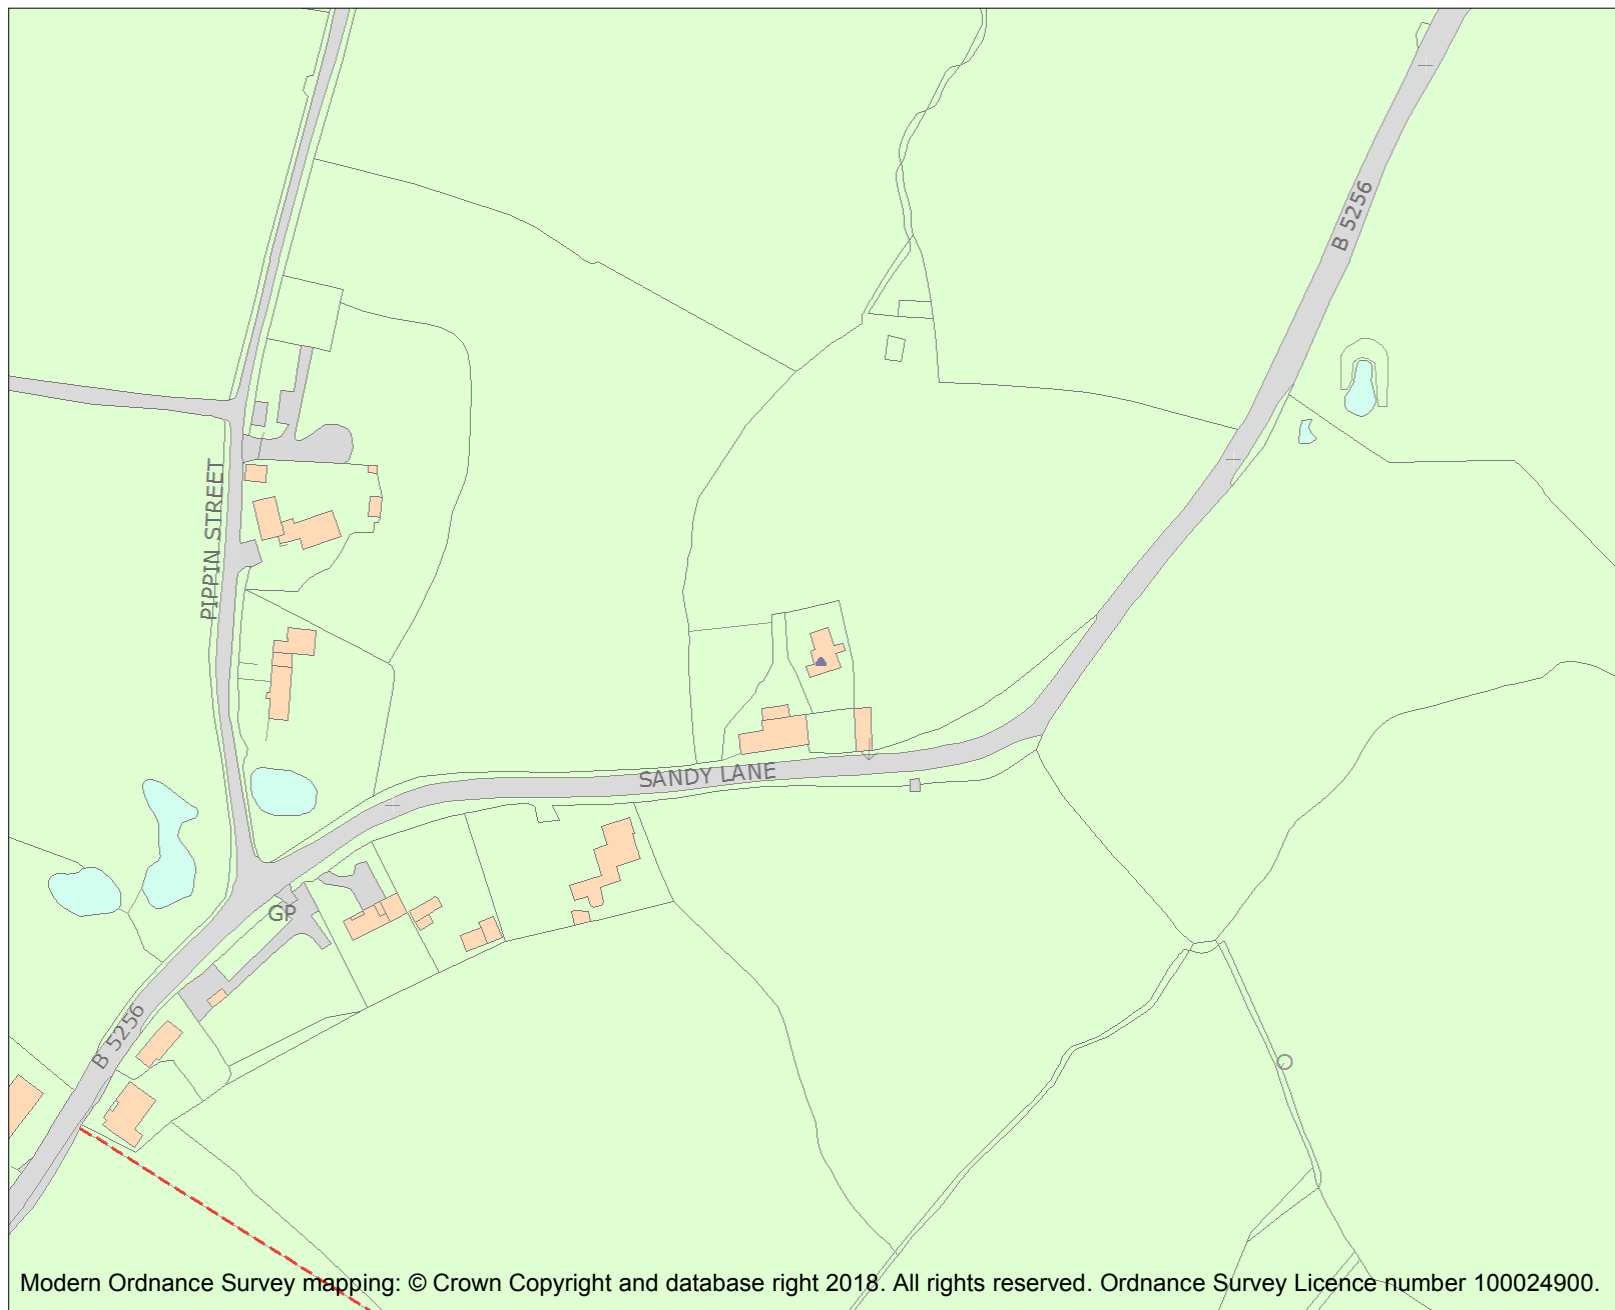 B 5256
PIPPIN STREET
SANDY LANE
GP
B 5256
Modern Ordnance Survey mapping: © Crown Copyright and database right 2018. All rights reserved. Ordnance Survey Licence number 100024900.